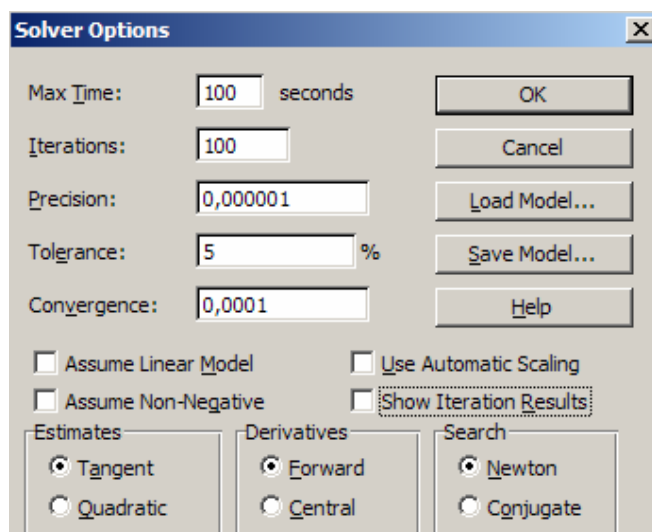 Solver Options
Max Time: 100 seconds OK
Iterations: 100 Cancel
Precision: 0,000001 Load Model...
Tolerance: 5 % Save Model...
Convergence: 0,0001 Help
Assume Linear Model Use Automatic Scaling
Assume Non-Negative Show Iteration Results
Estimates Derivatives Search
Tangent Forward Newton
Quadratic Central Conjugate